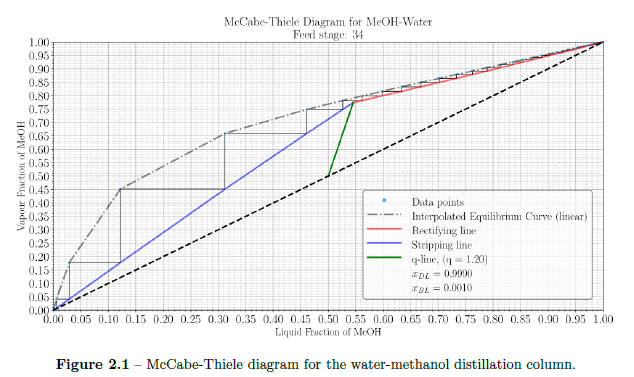 McCabe-Thiele Diagram for MeOH-Water
Feed stage: 34
1.00
0.95
0.90
0.85
0.80
0.75
0.70
0.65
0.60
0.55
0.50
0.45
0.40
0.35
0.30
0.25
0.20
0.15
0.10
0.05
0.00
Vapour Fraction of MeOH
Data points
Interpolated Equilibrium Curve (linear)
Rectifying line
Stripping line
q-line, (q = 1.20)
x_DL = 0.9990
x_BL = 0.0010
0.00 0.05 0.10 0.15 0.20 0.25 0.30 0.35 0.40 0.45 0.50 0.55 0.60 0.65 0.70 0.75 0.80 0.85 0.90 0.95 1.00
Liquid Fraction of MeOH
Figure 2.1 – McCabe-Thiele diagram for the water-methanol distillation column.